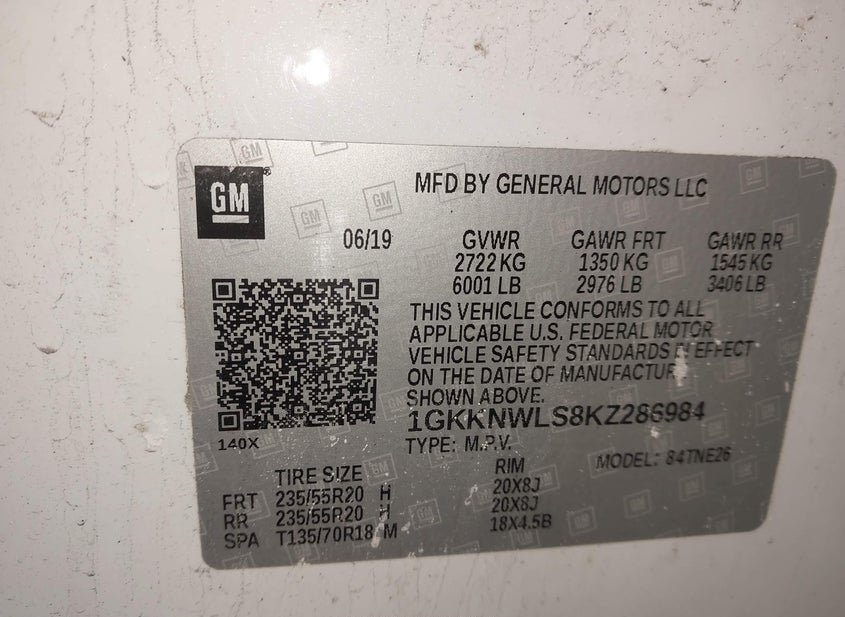 GM
MFD BY GENERAL MOTORS LLC
06/19
GVWR GAWR FRT GAWR RR
2722 KG 1350 KG 1545 KG
6001 LB 2976 LB 3406 LB
THIS VEHICLE CONFORMS TO ALL
APPLICABLE U.S. FEDERAL MOTOR
VEHICLE SAFETY STANDARDS IN EFFECT
ON THE DATE OF MANUFACTUR
SHOWN ABOVE.
1GKKNWLS8KZ286984
140X
TYPE: M.P.V. MODEL: 84TNE26
TIRE SIZE RIM
FRT 235/55R20 H 20X8J
RR 235/55R20 H 20X8J
SPA T135/70R18 M 18X4.5B